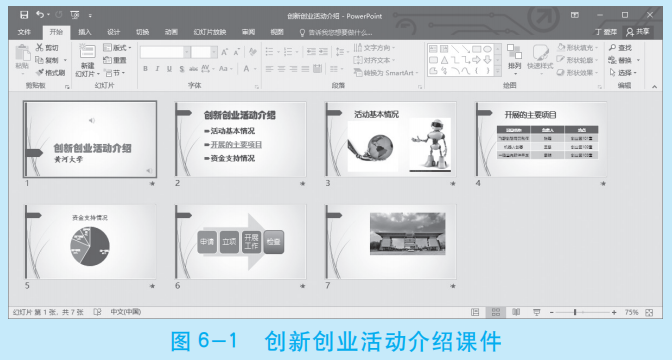 创新创业活动介绍 - PowerPoint
文件 开始 插入 设计 切换 动画 幻灯片放映 审阅 视图 告诉我您想要做什么... 丁爱萍 共享
粘贴 剪切 复制 格式刷 新建 幻灯片 版式 重置 节 文字方向 对齐文本 转换为 SmartArt 排列 快速样式 形状填充 形状轮廓 形状效果 查找 替换 选择
剪贴板 幻灯片 字体 段落 绘图 编辑
创新创业活动介绍
黄河大学
1
创新创业活动介绍
活动基本情况
开展的主要项目
资金支持情况
2
活动基本情况
3
开展的主要项目
4
资金支持情况
5
申请 立项 开展工作 检查
6
7
幻灯片 第 1 张，共 7 张 中文(中国) 75%
图 6-1 创新创业活动介绍课件